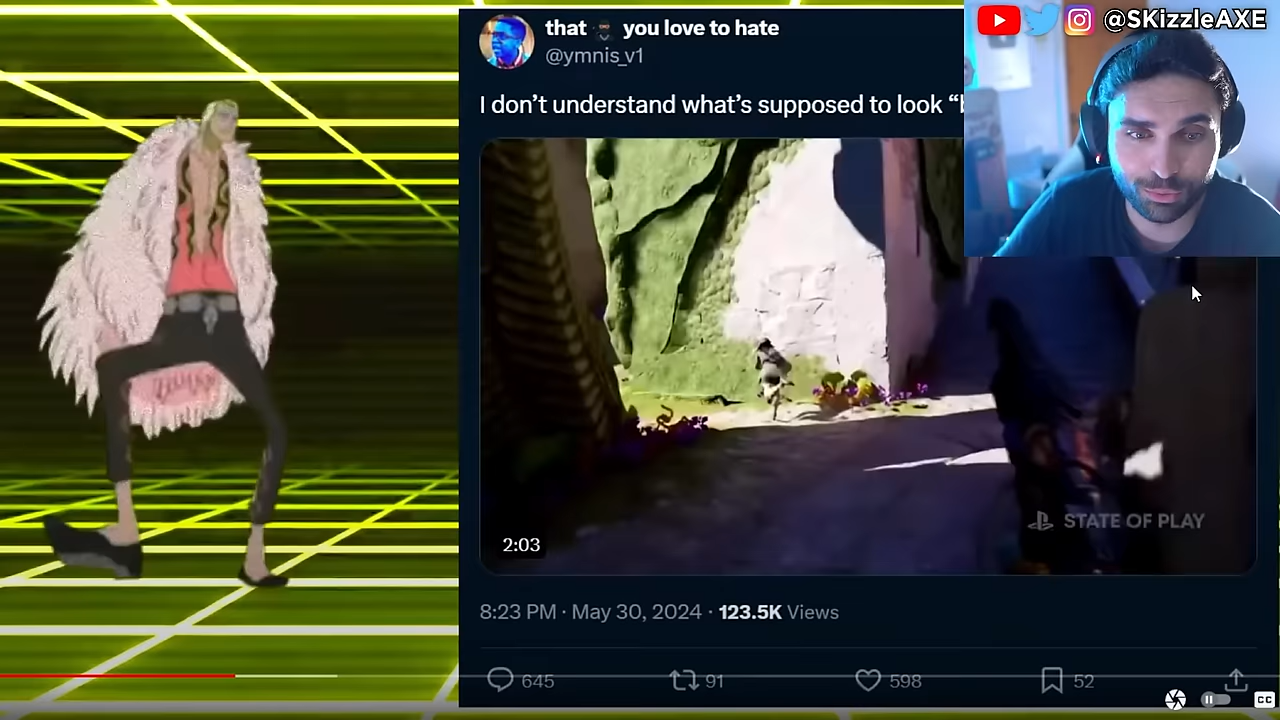 that 🥷 you love to hate
@ymnis_v1
@SKizzleAXE
I don't understand what's supposed to look “
STATE OF PLAY
2:03
8:23 PM · May 30, 2024 · 123.5K Views
645 91 598 52
CC